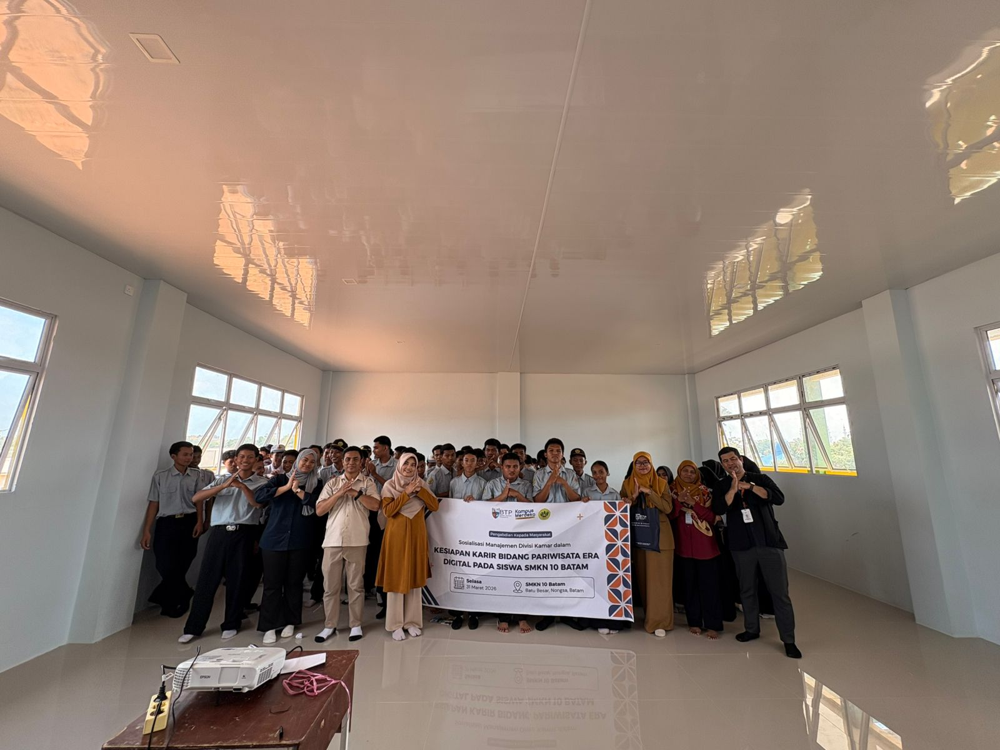 BTP
Kampus
Merdeka
Pengabdian Kepada Masyarakat
Sosialisasi Manajemen Divisi Kamar dalam
KESIAPAN KARIR BIDANG PARIWISATA ERA
DIGITAL PADA SISWA SMKN 10 BATAM
Selasa
31 Maret 2026
SMKN 10 Batam
Batu Besar, Nongsa, Batam
BTP
EPSON